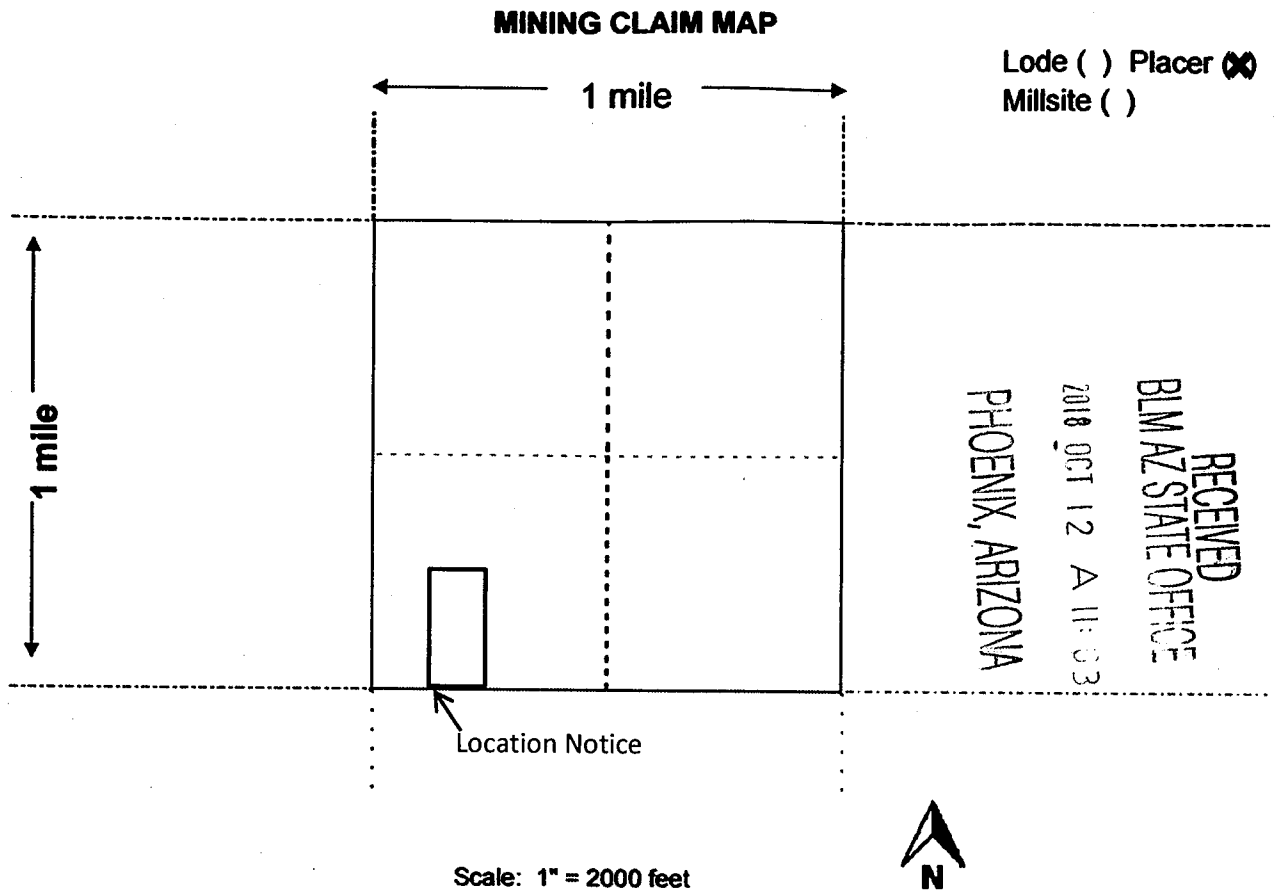 MINING CLAIM MAP
Lode ( ) Placer (X)
Millsite ( )
1 mile
1 mile
RECEIVED
BLM AZ STATE OFFICE
2018 OCT 12 A 11:
PHOENIX, ARIZONA
Location Notice
N
Scale: 1" = 2000 feet